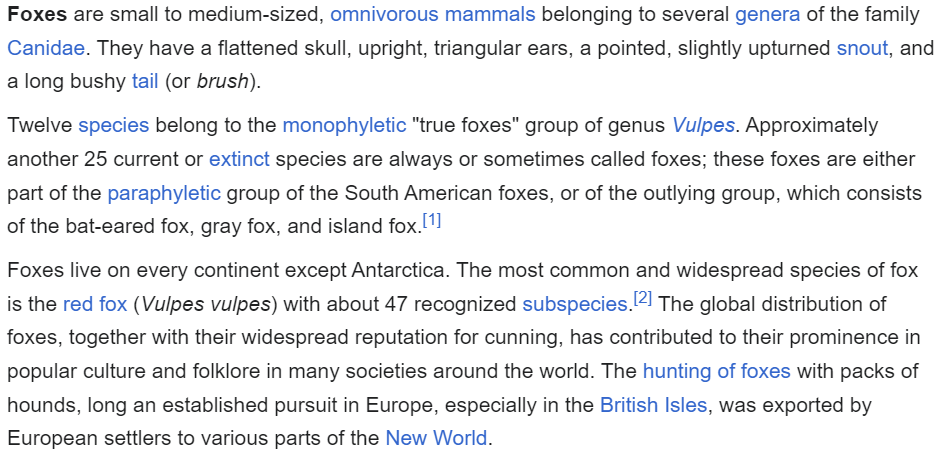 Foxes are small to medium-sized, omnivorous mammals belonging to several genera of the family
Canidae. They have a flattened skull, upright, triangular ears, a pointed, slightly upturned snout, and
a long bushy tail (or brush).
Twelve species belong to the monophyletic "true foxes" group of genus Vulpes. Approximately
another 25 current or extinct species are always or sometimes called foxes; these foxes are either
part of the paraphyletic group of the South American foxes, or of the outlying group, which consists
of the bat-eared fox, gray fox, and island fox.[1]
Foxes live on every continent except Antarctica. The most common and widespread species of fox
is the red fox (Vulpes vulpes) with about 47 recognized subspecies.[2] The global distribution of
foxes, together with their widespread reputation for cunning, has contributed to their prominence in
popular culture and folklore in many societies around the world. The hunting of foxes with packs of
hounds, long an established pursuit in Europe, especially in the British Isles, was exported by
European settlers to various parts of the New World.